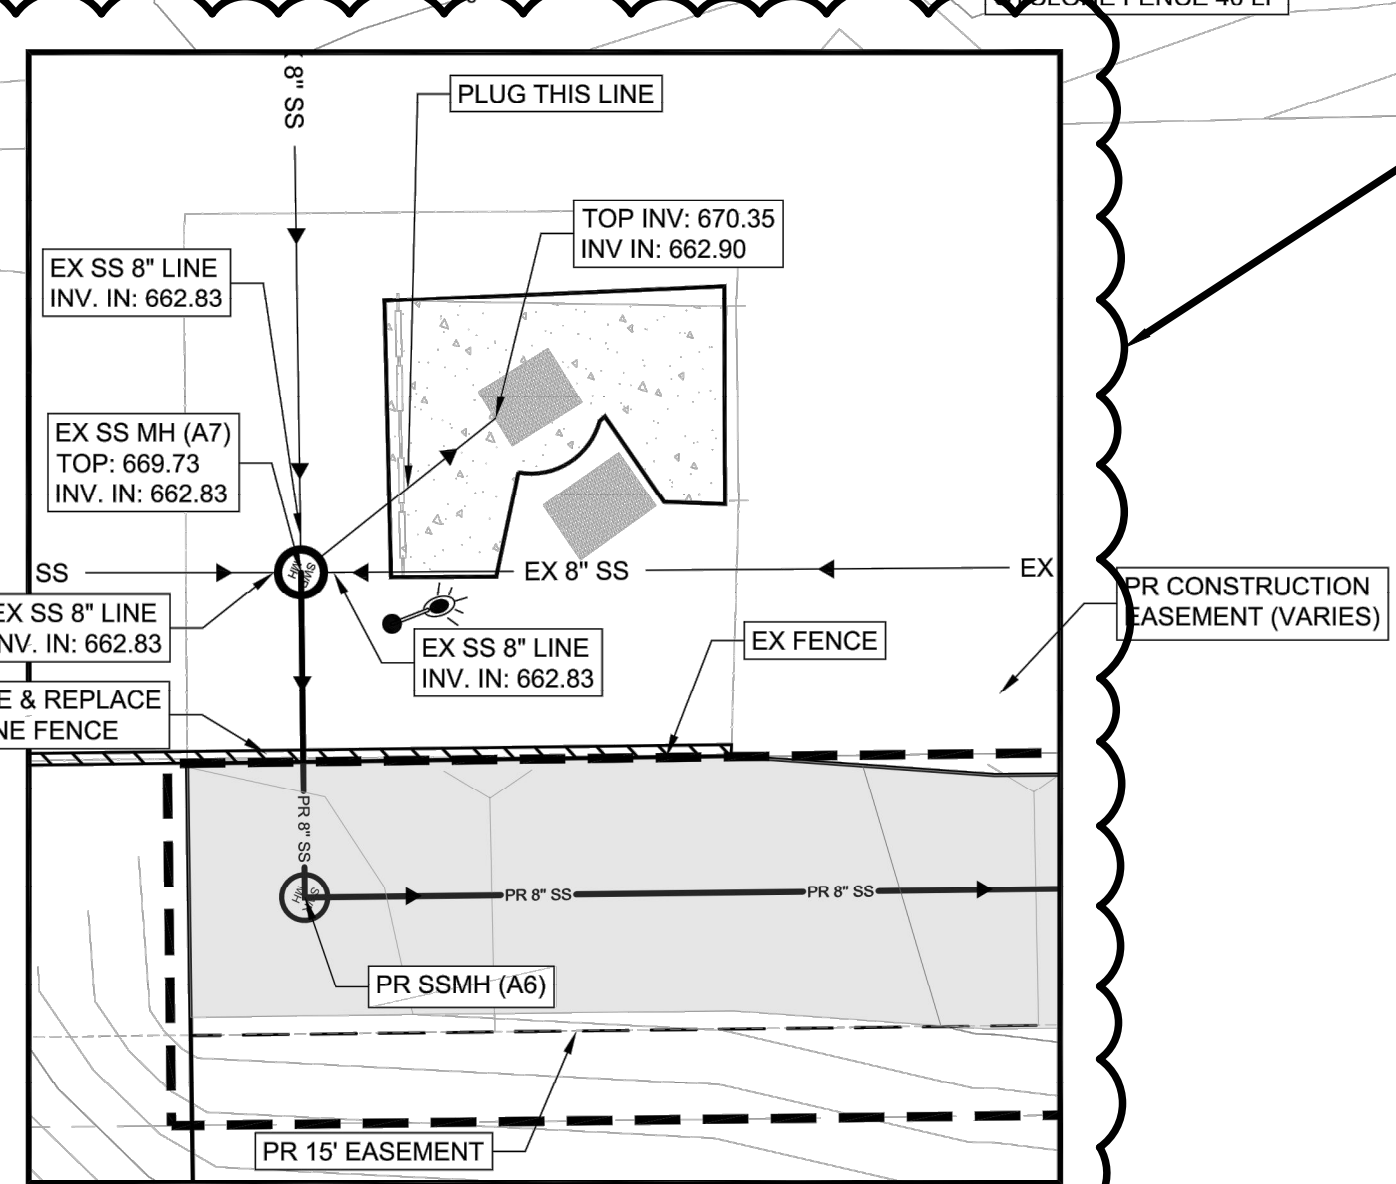 8" SS
PLUG THIS LINE
TOP INV: 670.35
INV IN: 662.90
EX SS 8" LINE
INV. IN: 662.83
EX SS MH (A7)
TOP: 669.73
INV. IN: 662.83
SS
EX 8" SS
EX
PR CONSTRUCTION
EASEMENT (VARIES)
EX SS 8" LINE
INV. IN: 662.83
EX SS 8" LINE
INV. IN: 662.83
EX FENCE
& REPLACE
FENCE
PR 8" SS
PR 8" SS
PR 8" SS
PR SSMH (A6)
PR 15' EASEMENT